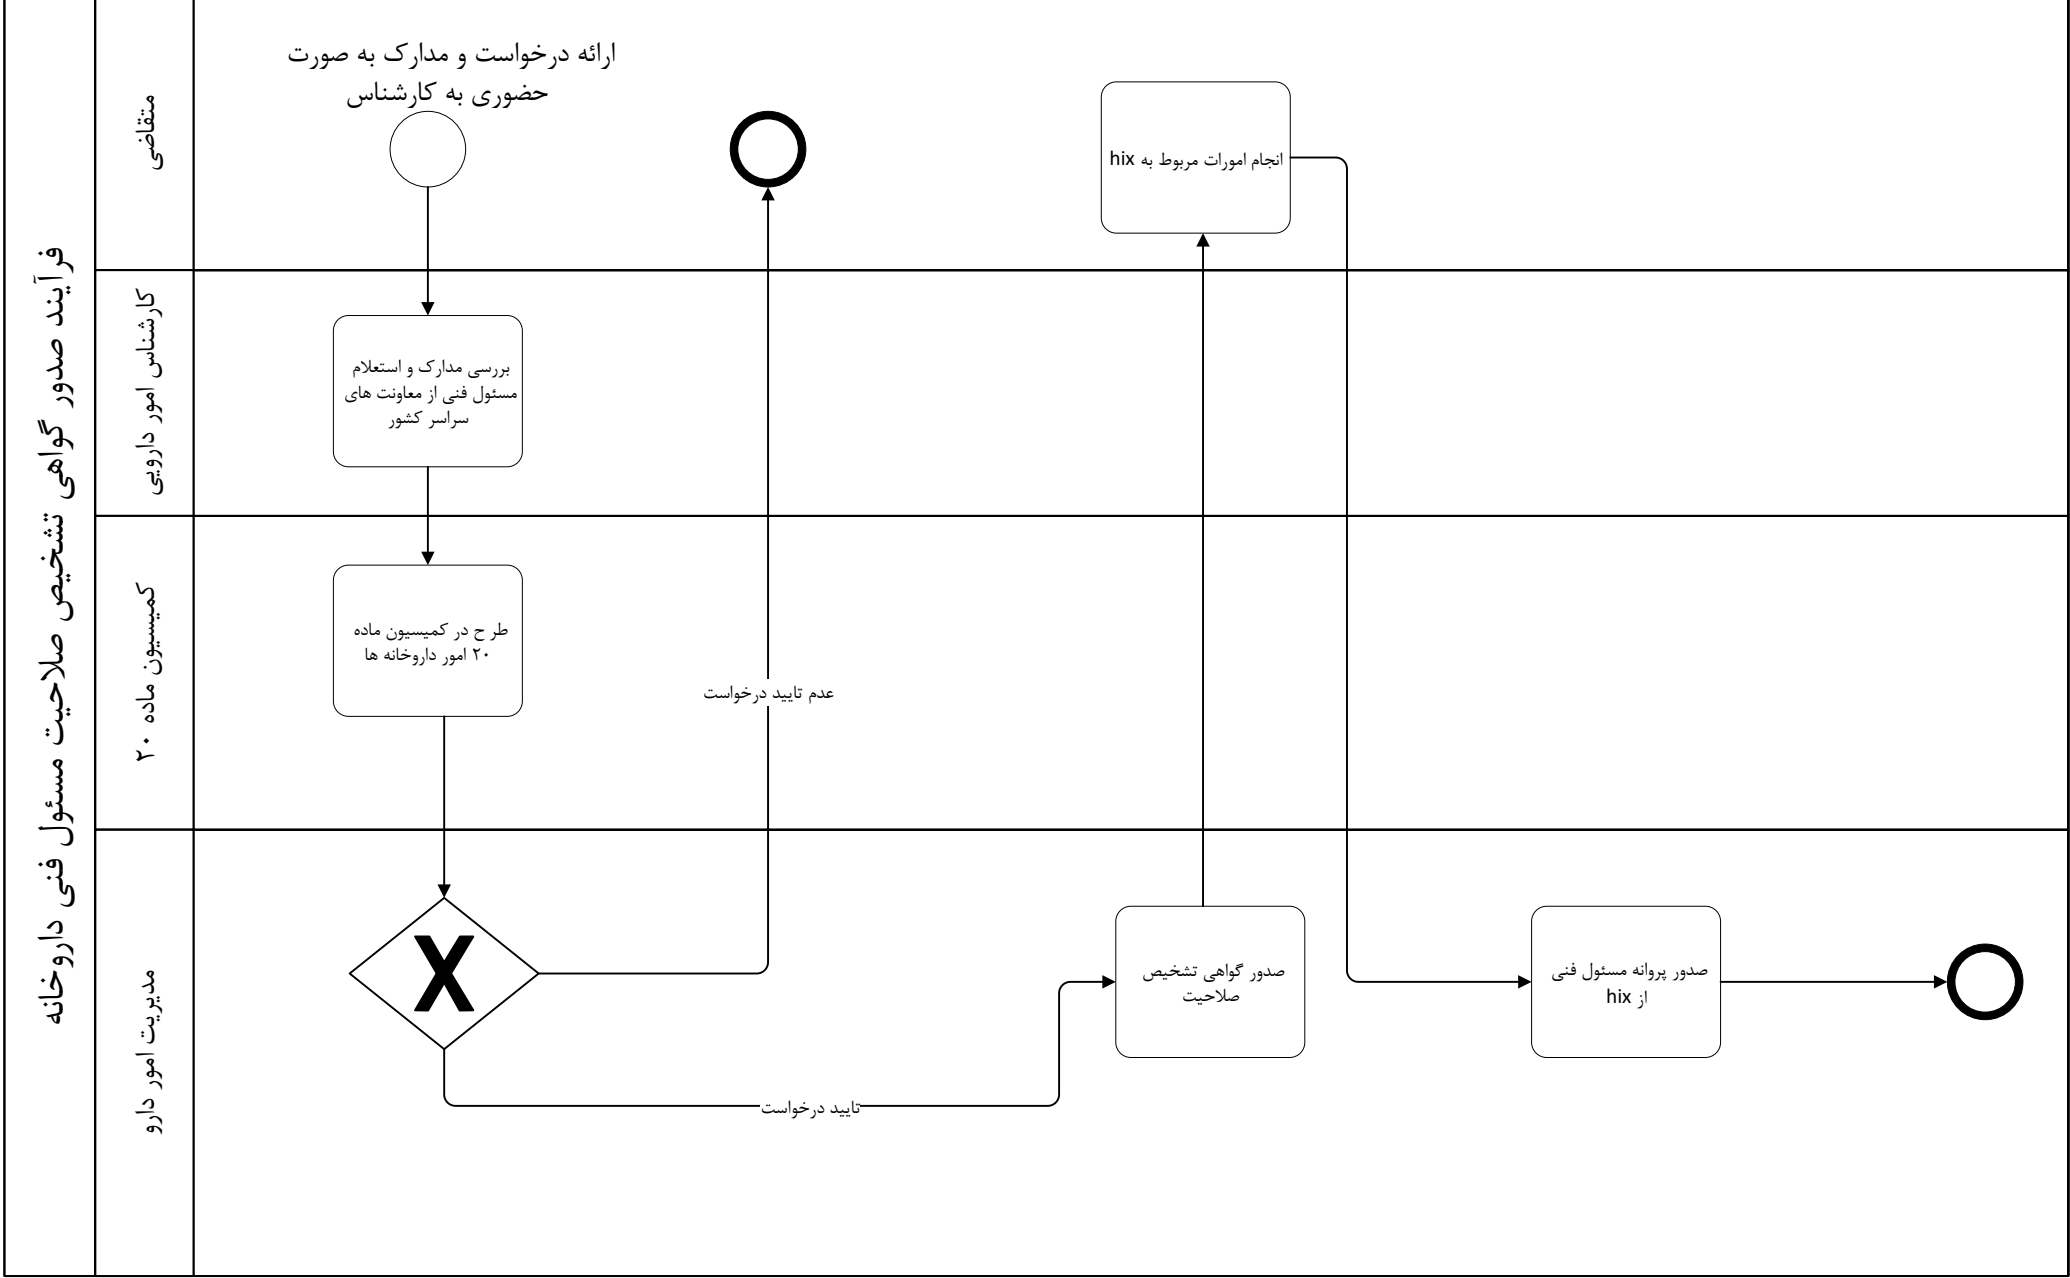 فرآیند صدور گواهی تشخیص صلاحیت مسئول فنی داروخانه
متقاضی
ارائه درخواست و مدارک به صورت
حضوری به کارشناس
انجام امورات مربوط به hix
کارشناس امور دارویی
بررسی مدارک و استعلام
مسئول فنی از معاونت های
سراسر کشور
کمیسیون ماده ۲۰
طرح در کمیسیون ماده
۲۰ امور داروخانه ها
عدم تایید درخواست
مدیریت امور دارو
X
تایید درخواست
صدور گواهی تشخیص
صلاحیت
صدور پروانه مسئول فنی
از hix